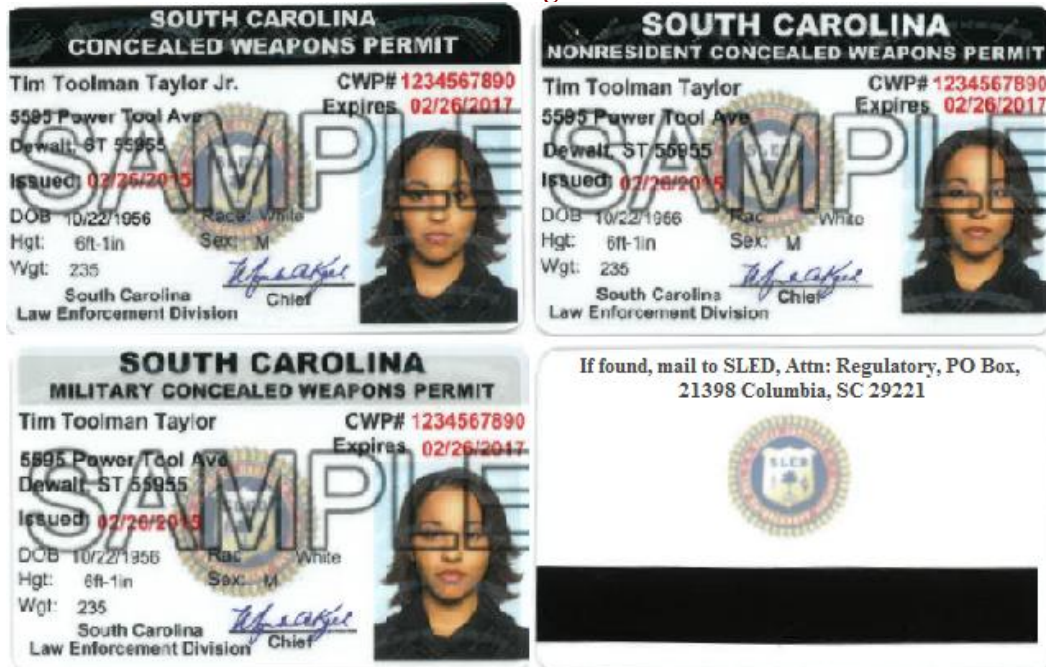 SOUTH CAROLINA
CONCEALED WEAPONS PERMIT
Tim Toolman Taylor Jr.
CWP# 1234567890
Expires 02/26/2017
5595 Power Tool Ave
Dewalt, ST 55955
Issued: 02/26/2015
SAMPLE
SLED
DOB 10/22/1956
Race: White
Hgt: 6ft-1in
Sex: M
Wgt: 235
South Carolina
Law Enforcement Division
Chief
SOUTH CAROLINA
NONRESIDENT CONCEALED WEAPONS PERMIT
Tim Toolman Taylor
CWP# 1234567890
Expires 02/26/2017
5595 Power Tool Ave
Dewalt, ST 55955
Issued: 02/26/2015
SAMPLE
SLED
DOB 10/22/1956
Rac White
Hgt: 6ft-1in
Sex: M
Wgt: 235
South Carolina
Law Enforcement Division
Chief
SOUTH CAROLINA
MILITARY CONCEALED WEAPONS PERMIT
Tim Toolman Taylor
CWP# 1234567890
Expires 02/26/2017
5595 Power Tool Ave
Dewalt, ST 55955
Issued: 02/26/2015
SAMPLE
DOB 10/22/1956
Rac White
Hgt: 6ft-1in
Sex: M
Wgt: 235
South Carolina
Law Enforcement Division
Chief
If found, mail to SLED, Attn: Regulatory, PO Box,
21398 Columbia, SC 29221
SLED